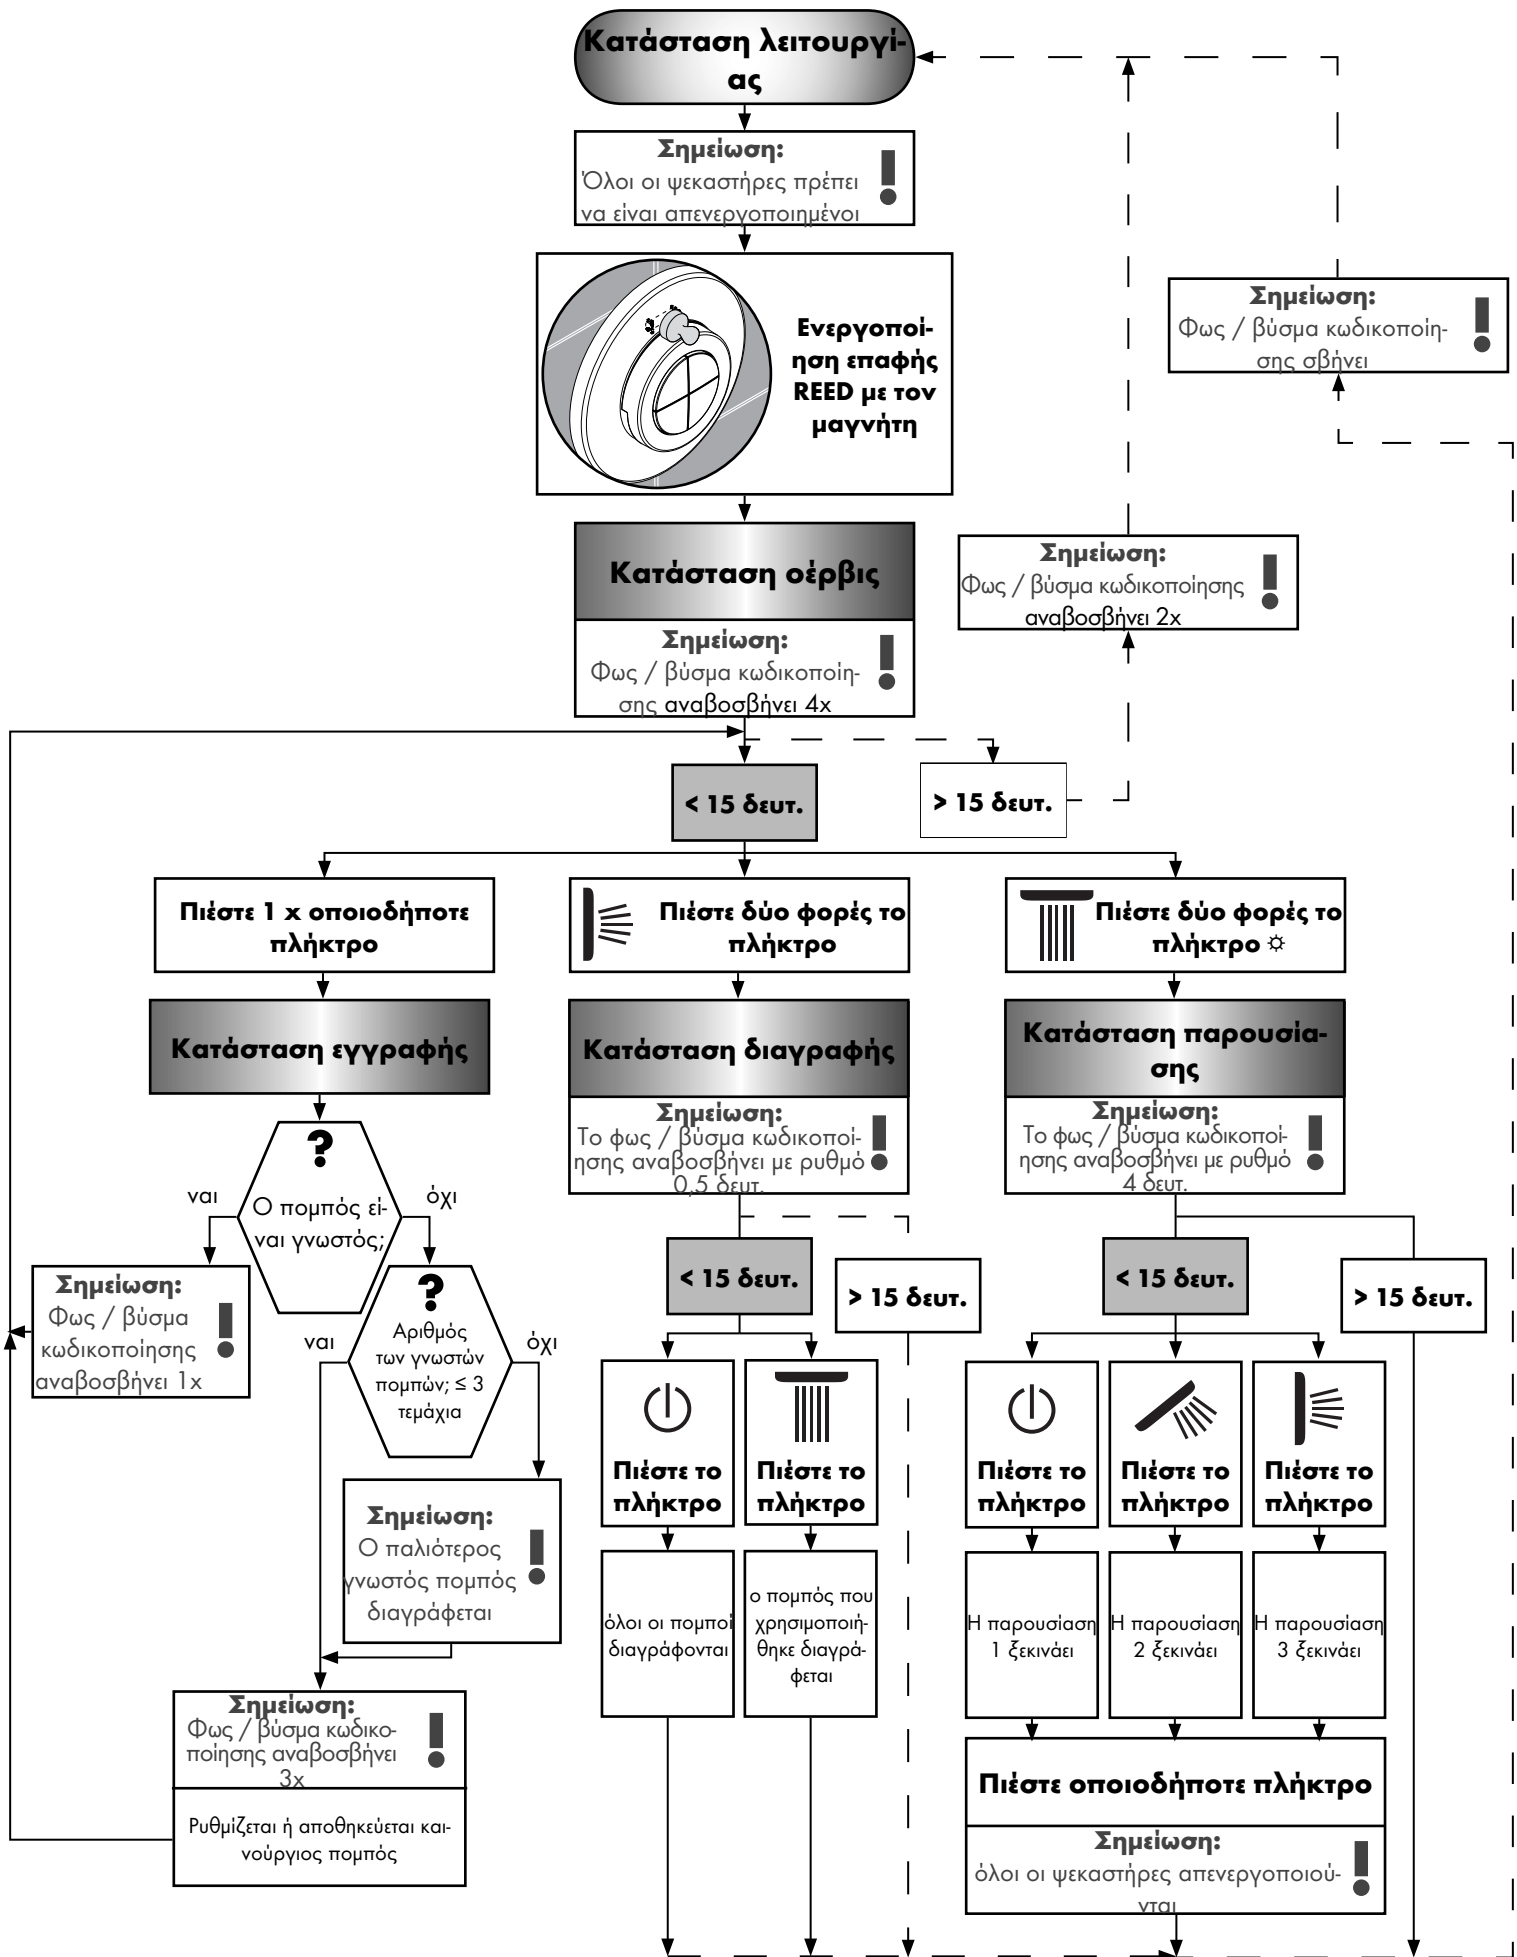 Κατάσταση λειτουργί-
ας
Σημείωση:
Όλοι οι ψεκαστήρες πρέπει
να είναι απενεργοποιημένοι
Ενεργοποί-
ηση επαφής
REED με τον
μαγνήτη
Σημείωση:
Φως / βύσμα κωδικοποίη-
σης σβήνει
Κατάσταση σέρβις
Σημείωση:
Φως / βύσμα κωδικοποίη-
σης αναβοσβήνει 4x
Σημείωση:
Φως / βύσμα κωδικοποίησης
αναβοσβήνει 2x
< 15 δευτ.
> 15 δευτ.
Πιέστε 1 x οποιοδήποτε
πλήκτρο
Πιέστε δύο φορές το
πλήκτρο
Πιέστε δύο φορές το
πλήκτρο ☼
Κατάσταση εγγραφής
Κατάσταση διαγραφής
Σημείωση:
Το φως / βύσμα κωδικοποί-
ησης αναβοσβήνει με ρυθμό
0,5 δευτ.
Κατάσταση παρουσία-
σης
Σημείωση:
Το φως / βύσμα κωδικοποί-
ησης αναβοσβήνει με ρυθμό
4 δευτ.
?
Ο πομπός εί-
ναι γνωστός;
ναι
όχι
Σημείωση:
Φως / βύσμα
κωδικοποίησης
αναβοσβήνει 1x
?
Αριθμός
των γνωστών
πομπών; ≤ 3
τεμάχια
ναι
όχι
< 15 δευτ.
> 15 δευτ.
< 15 δευτ.
> 15 δευτ.
Πιέστε το
πλήκτρο
Πιέστε το
πλήκτρο
Πιέστε το
πλήκτρο
Πιέστε το
πλήκτρο
Πιέστε το
πλήκτρο
Σημείωση:
Ο παλιότερος
γνωστός πομπός
διαγράφεται
όλοι οι πομποί
διαγράφονται
ο πομπός που
χρησιμοποιή-
θηκε διαγρά-
φεται
Η παρουσίαση
1 ξεκινάει
Η παρουσίαση
2 ξεκινάει
Η παρουσίαση
3 ξεκινάει
Σημείωση:
Φως / βύσμα κωδικο-
ποίησης αναβοσβήνει
3x
Ρυθμίζεται ή αποθηκεύεται και-
νούργιος πομπός
Πιέστε οποιοδήποτε πλήκτρο
Σημείωση:
όλοι οι ψεκαστήρες απενεργοποιού-
νται